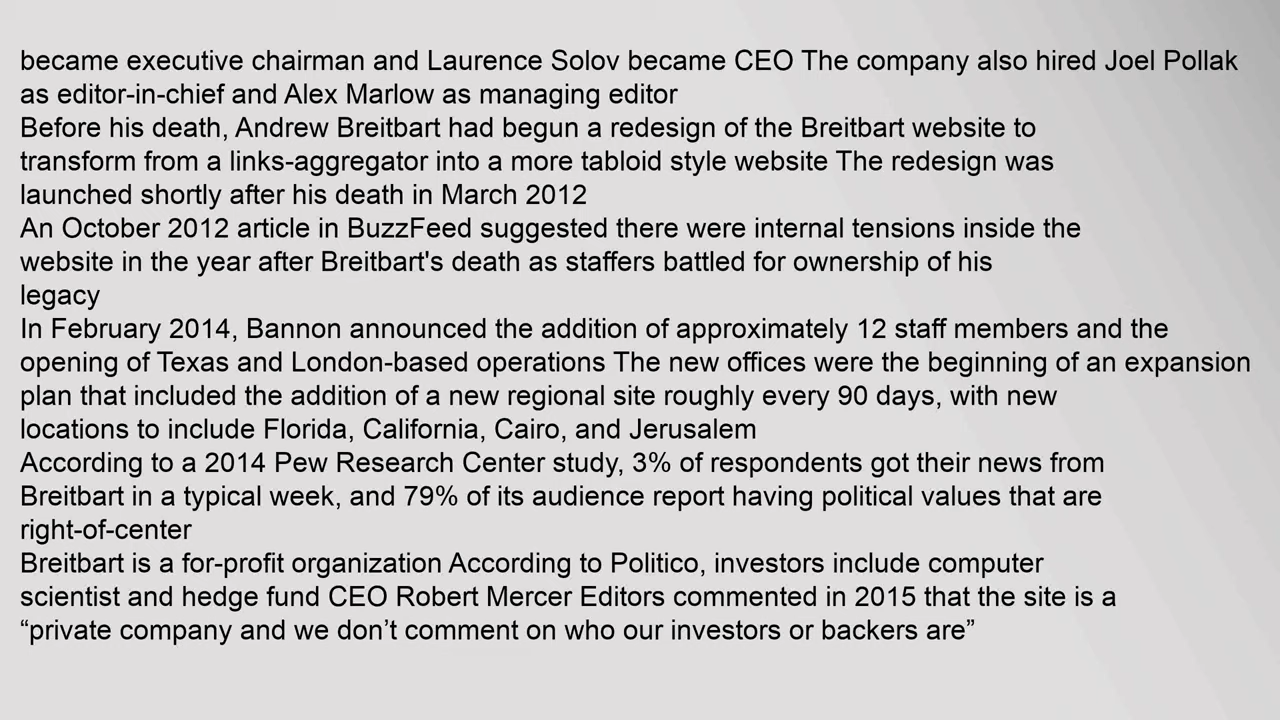 became executive chairman and Laurence Solov became CEO The company also hired Joel Pollak
as editor-in-chief and Alex Marlow as managing editor
Before his death, Andrew Breitbart had begun a redesign of the Breitbart website to
transform from a links-aggregator into a more tabloid style website The redesign was
launched shortly after his death in March 2012
An October 2012 article in BuzzFeed suggested there were internal tensions inside the
website in the year after Breitbart's death as staffers battled for ownership of his
legacy
In February 2014, Bannon announced the addition of approximately 12 staff members and the
opening of Texas and London-based operations The new offices were the beginning of an expansion
plan that included the addition of a new regional site roughly every 90 days, with new
locations to include Florida, California, Cairo, and Jerusalem
According to a 2014 Pew Research Center study, 3% of respondents got their news from
Breitbart in a typical week, and 79% of its audience report having political values that are
right-of-center
Breitbart is a for-profit organization According to Politico, investors include computer
scientist and hedge fund CEO Robert Mercer Editors commented in 2015 that the site is a
“private company and we don’t comment on who our investors or backers are”